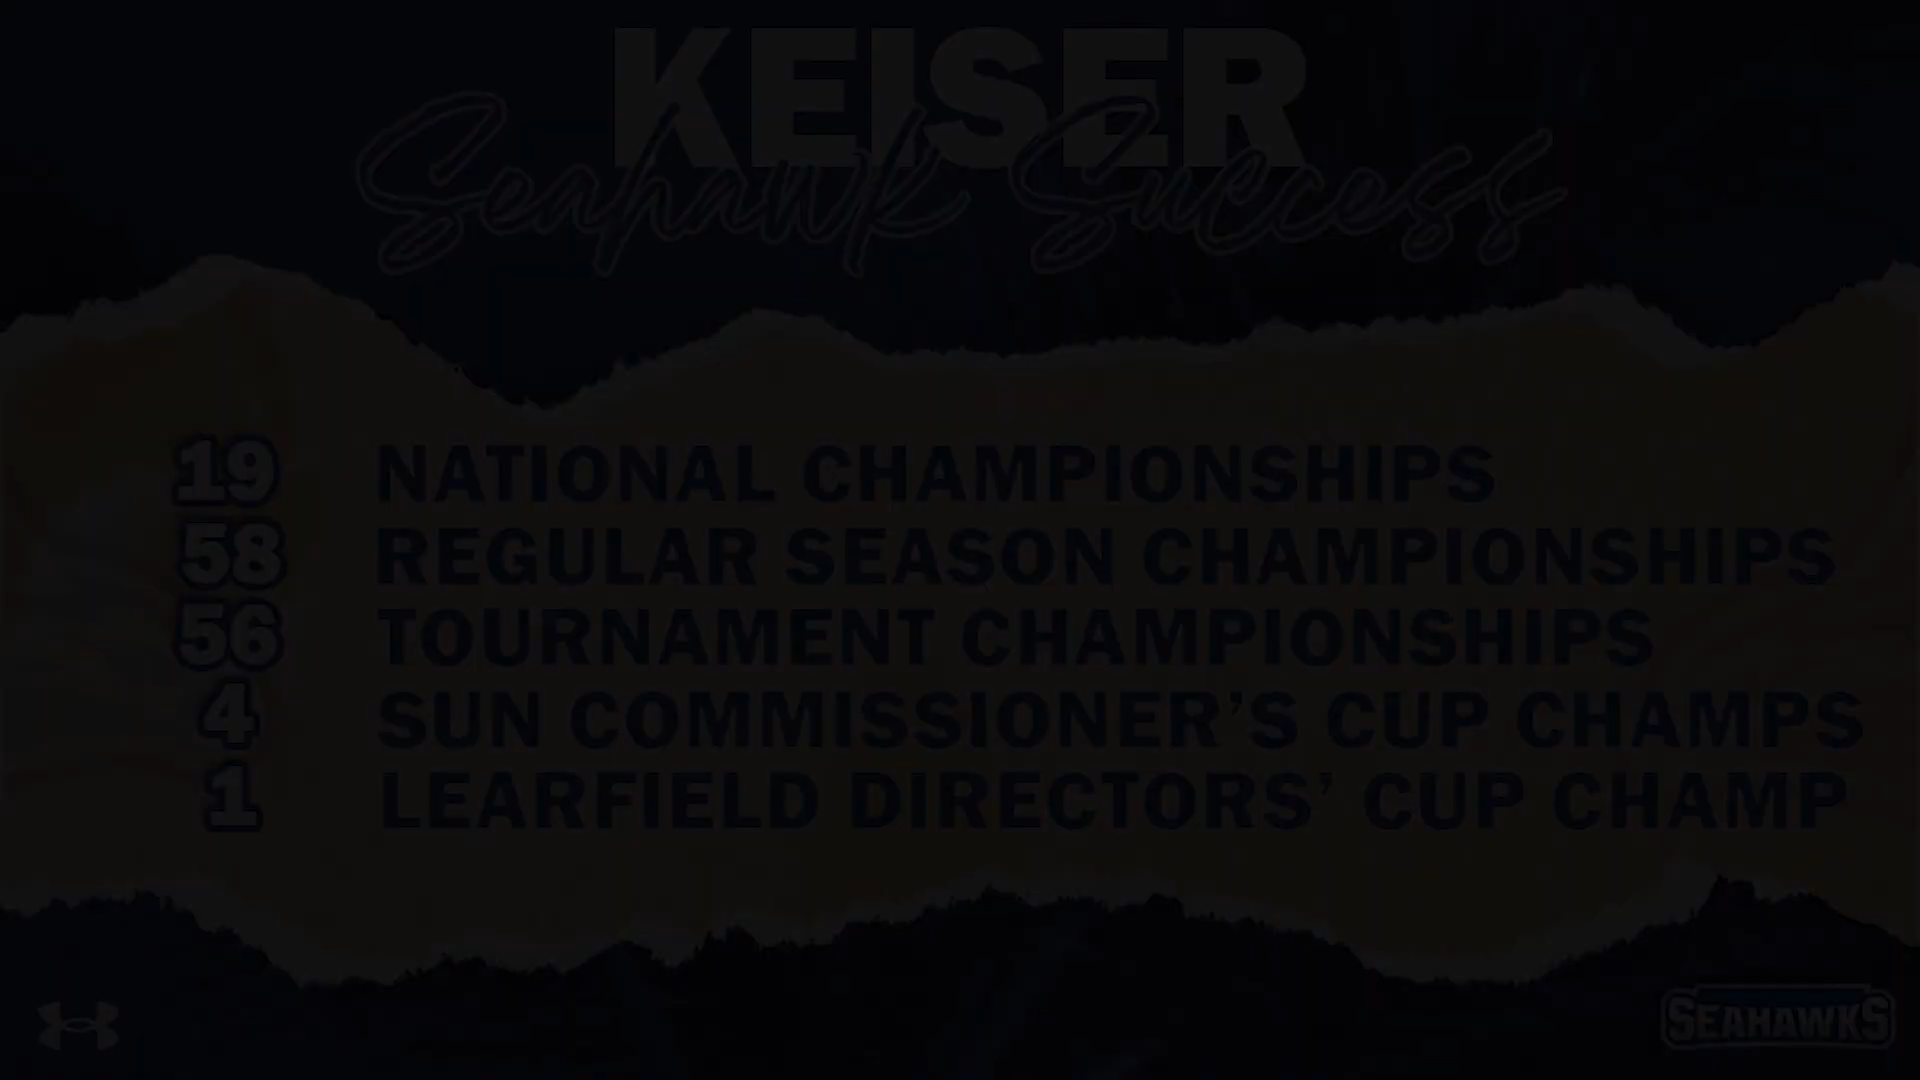 KEISER
Seahawk Success
19 NATIONAL CHAMPIONSHIPS
58 REGULAR SEASON CHAMPIONSHIPS
56 TOURNAMENT CHAMPIONSHIPS
4 SUN COMMISSIONER’S CUP CHAMPS
1 LEARFIELD DIRECTORS’ CUP CHAMP
SEAHAWKS